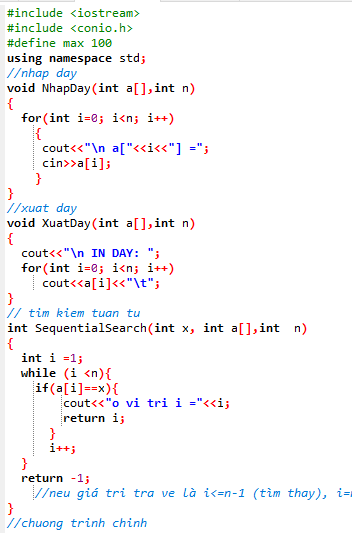 #include <iostream>
#include <conio.h>
#define max 100
using namespace std;
//nhap day
void NhapDay(int a[],int n)
{
for(int i=0; i<n; i++)
{
cout<<"\n a["<<i<<"] =";
cin>>a[i];
}
}
//xuat day
void XuatDay(int a[],int n)
{
cout<<"\n IN DAY: ";
for(int i=0; i<n; i++)
cout<<a[i]<<"\t";
}
// tim kiem tuan tu
int SequentialSearch(int x, int a[],int  n)
{
int i =1;
while (i <n){
if(a[i]==x){
cout<<"o vi tri i ="<<i;
return i;
}
i++;
}
return -1;
//neu giá tri tra ve là i<=n-1 (tìm thay), i=
}
//chuong trinh chinh